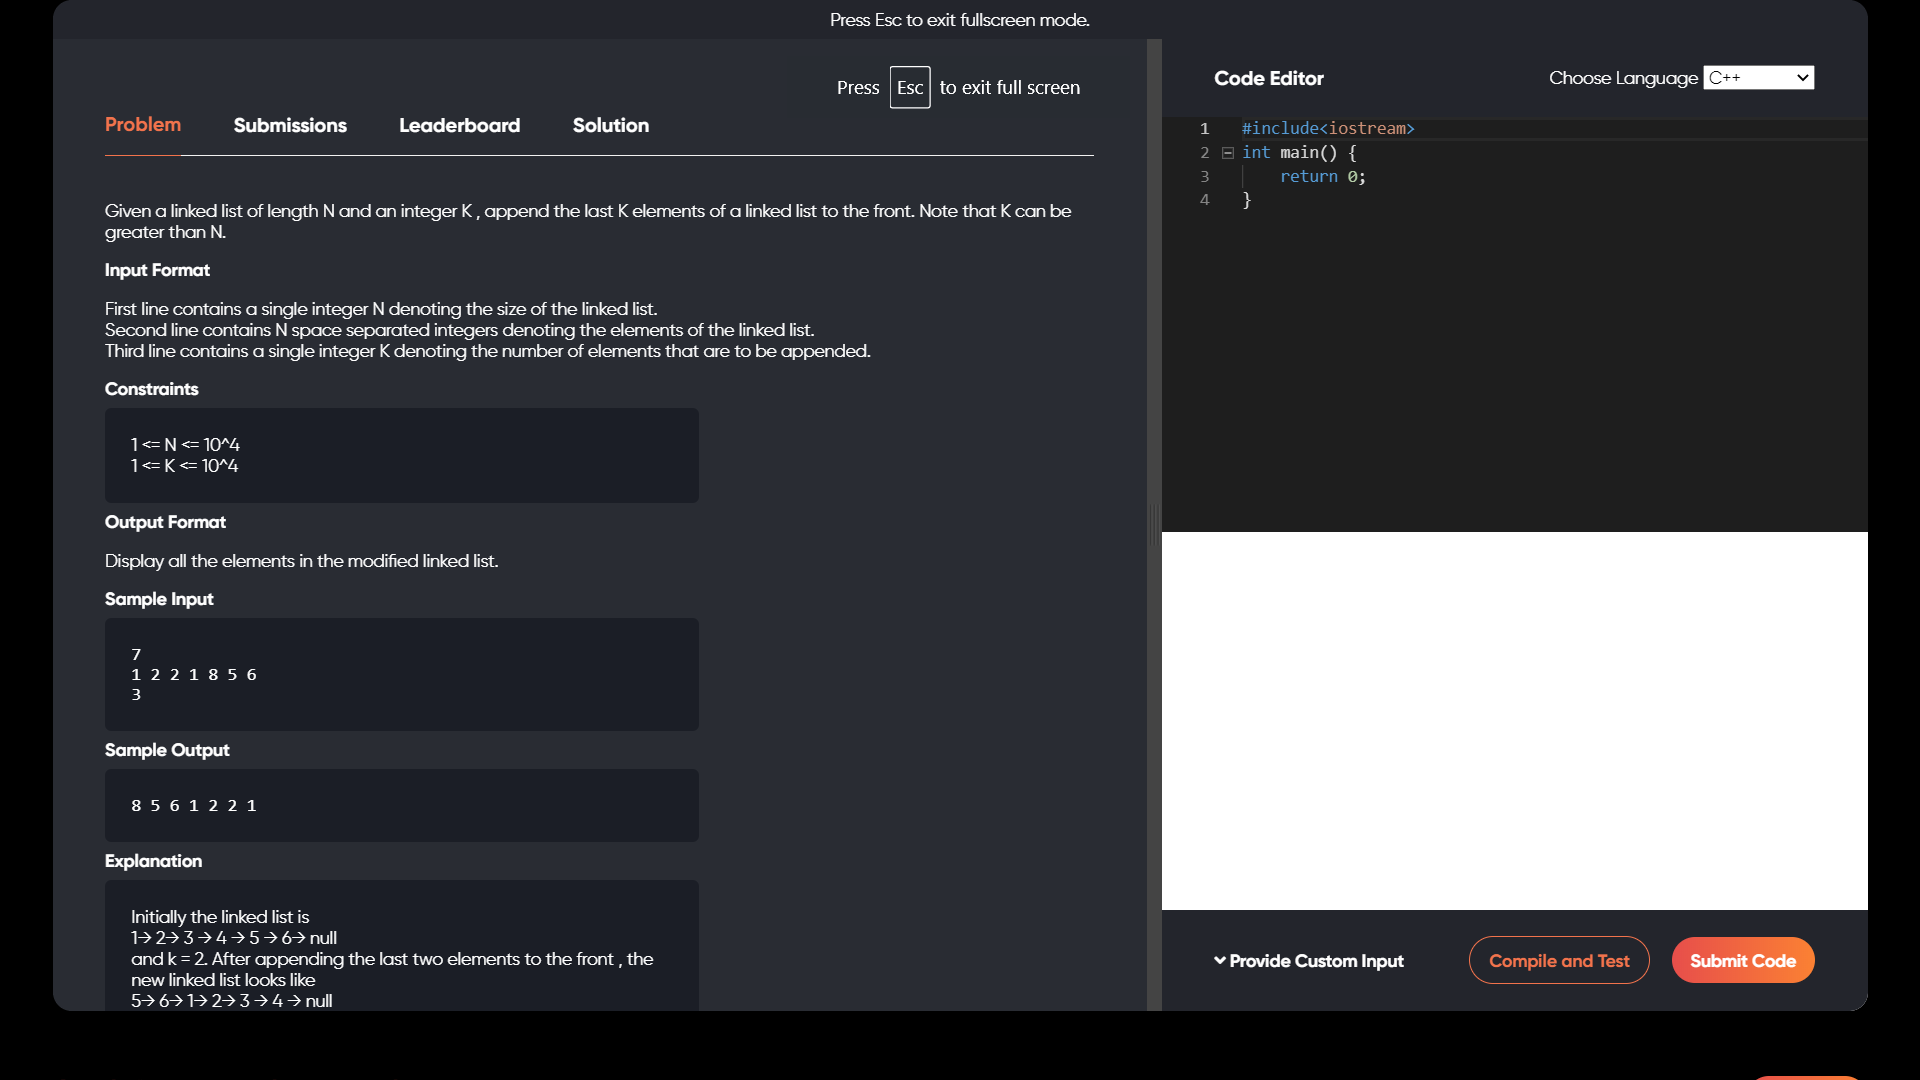 Press Esc to exit fullscreen mode.
Press Esc to exit full screen
Problem Submissions Leaderboard Solution
Given a linked list of length N and an integer K , append the last K elements of a linked list to the front. Note that K can be
greater than N.
Input Format
First line contains a single integer N denoting the size of the linked list.
Second line contains N space separated integers denoting the elements of the linked list.
Third line contains a single integer K denoting the number of elements that are to be appended.
Constraints
1 <= N <= 10^4
1 <= K <= 10^4
Output Format
Display all the elements in the modified linked list.
Sample Input
7
1 2 2 1 8 5 6
3
Sample Output
8 5 6 1 2 2 1
Explanation
Initially the linked list is
1→ 2→ 3 → 4 → 5 → 6→ null
and k = 2. After appending the last two elements to the front , the
new linked list looks like
5→ 6→ 1→ 2→ 3 → 4 → null
Code Editor
Choose Language C++
1 #include<iostream>
2 int main() {
3 return 0;
4 }
Provide Custom Input
Compile and Test
Submit Code